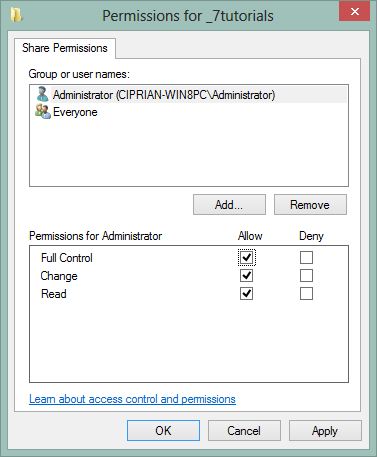 Permissions for _7tutorials
Share Permissions
Group or user names:
Administrator (CIPRIAN-WIN8PC\Administrator)
Everyone
Add... Remove
Permissions for Administrator Allow Deny
Full Control
Change
Read
Learn about access control and permissions
OK Cancel Apply